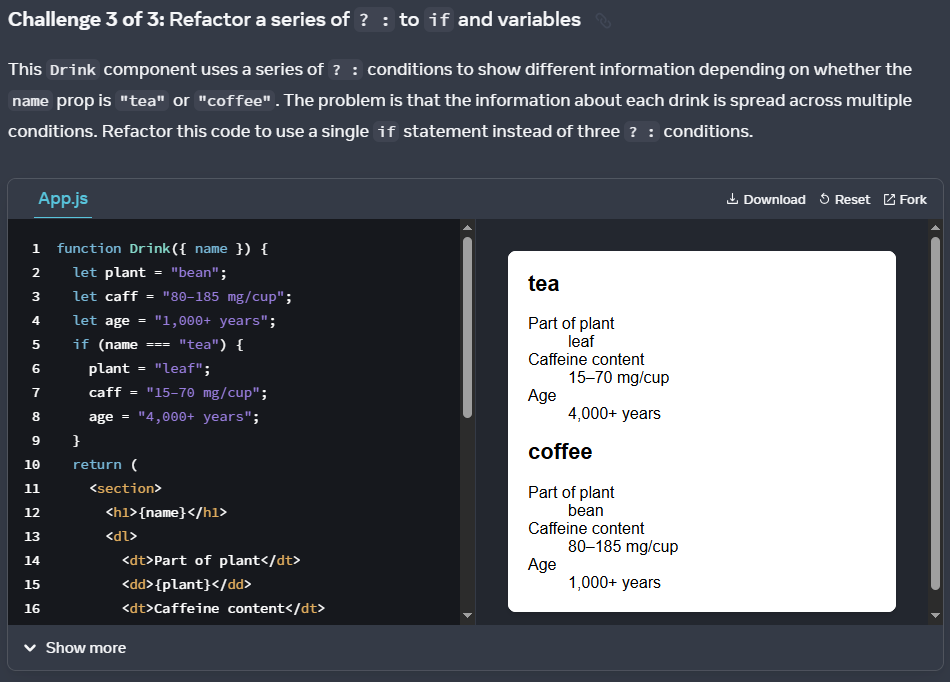 Challenge 3 of 3: Refactor a series of ? : to if and variables
This Drink component uses a series of ? : conditions to show different information depending on whether the
name prop is "tea" or "coffee". The problem is that the information about each drink is spread across multiple
conditions. Refactor this code to use a single if statement instead of three ? : conditions.
App.js
Download Reset Fork
1 function Drink({ name }) {
2 let plant = "bean";
3 let caff = "80–185 mg/cup";
4 let age = "1,000+ years";
5 if (name === "tea") {
6 plant = "leaf";
7 caff = "15–70 mg/cup";
8 age = "4,000+ years";
9 }
10 return (
11 <section>
12 <h1>{name}</h1>
13 <dl>
14 <dt>Part of plant</dt>
15 <dd>{plant}</dd>
16 <dt>Caffeine content</dt>
tea
Part of plant
leaf
Caffeine content
15–70 mg/cup
Age
4,000+ years
coffee
Part of plant
bean
Caffeine content
80–185 mg/cup
Age
1,000+ years
Show more